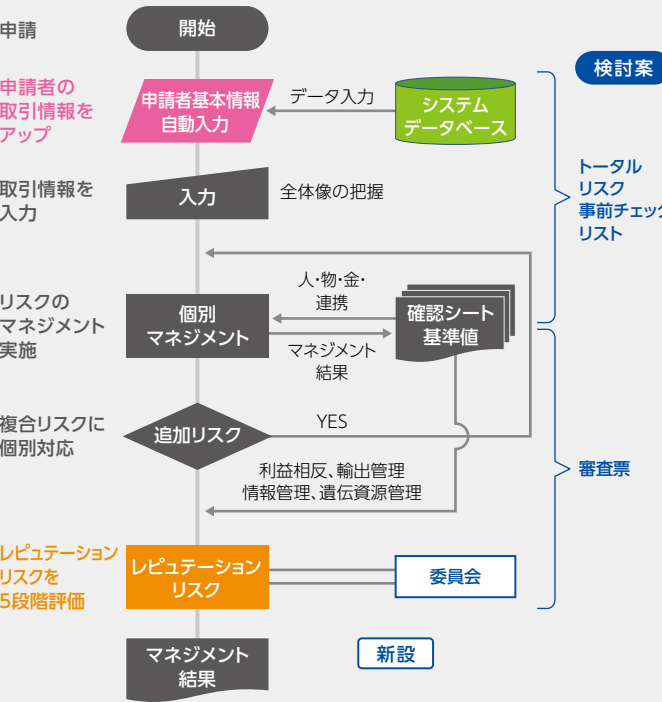 申請
開始
検討案
申請者の
取引情報を
アップ
申請者基本情報
自動入力
データ入力
システム
データベース
トータル
リスク
事前チェック
リスト
取引情報を
入力
入力
全体像の把握
リスクの
マネジメント
実施
個別
マネジメント
人・物・金・
連携
マネジメント
結果
確認シート
基準値
複合リスクに
個別対応
追加リスク
YES
利益相反、輸出管理
情報管理、遺伝資源管理
審査票
レピュテーション
リスクを
5段階評価
レピュテーション
リスク
委員会
マネジメント
結果
新設